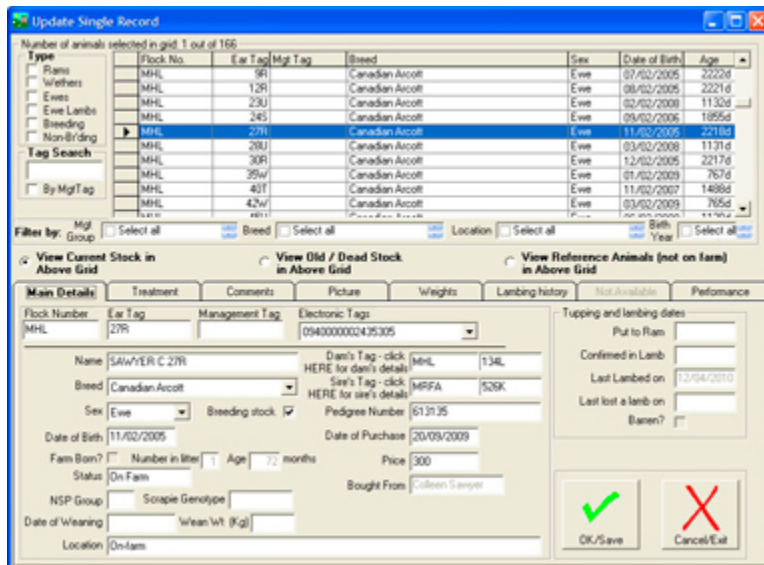 Update Single Record
Number of animals selected in grid: 1 out of 166
Type
Rams
Wethers
Ewes
Ewe Lambs
Breeding
Non-Br'ding
Tag Search
By MgtTag
Flock No. Ear Tag Mgt Tag Breed Sex Date of Birth Age
MHL 9R Canadian Arcott Ewe 07/02/2005 2222d
MHL 12R Canadian Arcott Ewe 08/02/2005 2221d
MHL 23U Canadian Arcott Ewe 02/02/2008 1132d
MHL 24S Canadian Arcott Ewe 09/02/2006 1855d
MHL 27R Canadian Arcott Ewe 11/02/2005 2218d
MHL 28U Canadian Arcott Ewe 03/02/2008 1131d
MHL 30R Canadian Arcott Ewe 12/02/2005 2217d
MHL 35W Canadian Arcott Ewe 01/02/2009 767d
MHL 40T Canadian Arcott Ewe 11/02/2007 1488d
MHL 42W Canadian Arcott Ewe 03/02/2009 765d
Filter by: Mgt Group Select all Breed Select all Location Select all Birth Year Select all
View Current Stock in Above Grid
View Old / Dead Stock in Above Grid
View Reference Animals (not on farm) in Above Grid
Main Details Treatment Comments Picture Weights Lambing history Not Available Performance
Flock Number Ear Tag Management Tag Electronic Tags
MHL 27R 0940000002435305
Name SAWYER C 27R
Dam's Tag - click HERE for dam's details MHL 134L
Breed Canadian Arcott
Sire's Tag - click HERE for sire's details MRFA 526K
Sex Ewe Breeding stock Pedigree Number 613135
Date of Birth 11/02/2005 Date of Purchase 20/09/2009
Farm Born? Number in litter 1 Age 72 months Price 300
Status On Farm Bought From Colleen Sawyer
NSP Group Scrapie Genotype
Date of Weaning Wean Wt (Kg)
Location On-farm
Tupping and lambing dates
Put to Ram
Confirmed in Lamb
Last Lambed on 12/04/2010
Last lost a lamb on
Barren?
OK/Save Cancel/Exit